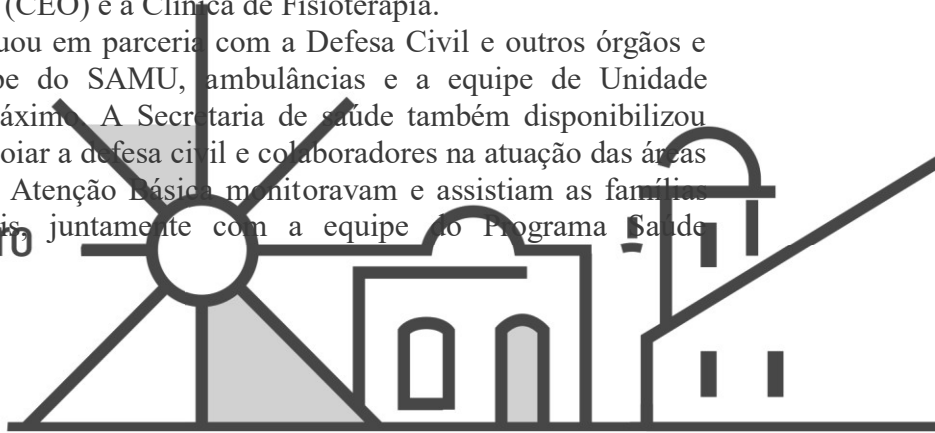 (CEO) e a Clínica de Fisioterapia.
uou em parceria com a Defesa Civil e outros órgãos e
pe do SAMU, ambulâncias e a equipe de Unidade
áximo. A Secretaria de saúde também disponibilizou
oiar a defesa civil e colaboradores na atuação das áreas
Atenção Básica monitoravam e assistiam as famílias
is, juntamente com a equipe do Programa Saúde
TO